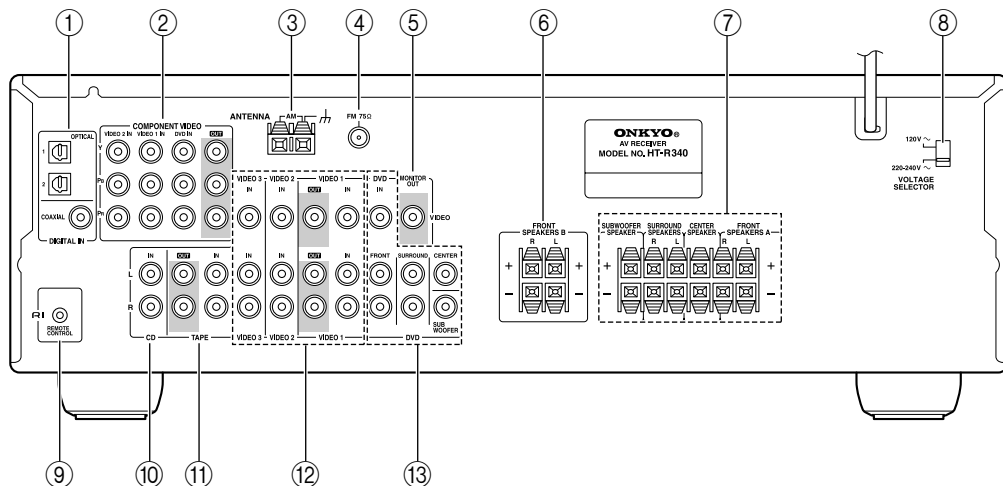 ① ② ③ ④ ⑤ ⑥ ⑦ ⑧
COMPONENT VIDEO
VIDEO 2 IN VIDEO 1 IN DVD IN OUT
Y
PB
PR
OPTICAL
1
2
COAXIAL
DIGITAL IN
ANTENNA AM
FM 75Ω
ONKYO®
AV RECEIVER
MODEL NO. HT-R340
120V ~
220-240V ~
VOLTAGE
SELECTOR
VIDEO 3 VIDEO 2 VIDEO 1 DVD MONITOR OUT
IN IN OUT IN IN
VIDEO
FRONT
SPEAKERS B
R L
+ +
- -
SUBWOOFER SPEAKER
SURROUND SPEAKERS
R L
CENTER SPEAKER
FRONT SPEAKERS A
R L
+ +
- -
IN OUT IN IN IN OUT IN FRONT SURROUND CENTER
L
R
SUB WOOFER
CD TAPE VIDEO 3 VIDEO 2 VIDEO 1 DVD
RI
REMOTE
CONTROL
⑨ ⑩ ⑪ ⑫ ⑬